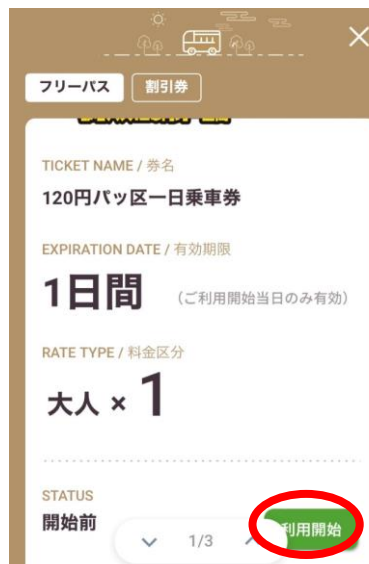 フリーパス
割引券
TICKET NAME / 券名
120円パッ区一日乗車券
EXPIRATION DATE / 有効期限
1日間 （ご利用開始当日のみ有効）
RATE TYPE / 料金区分
大人 × 1
STATUS
開始前
1/3
利用開始